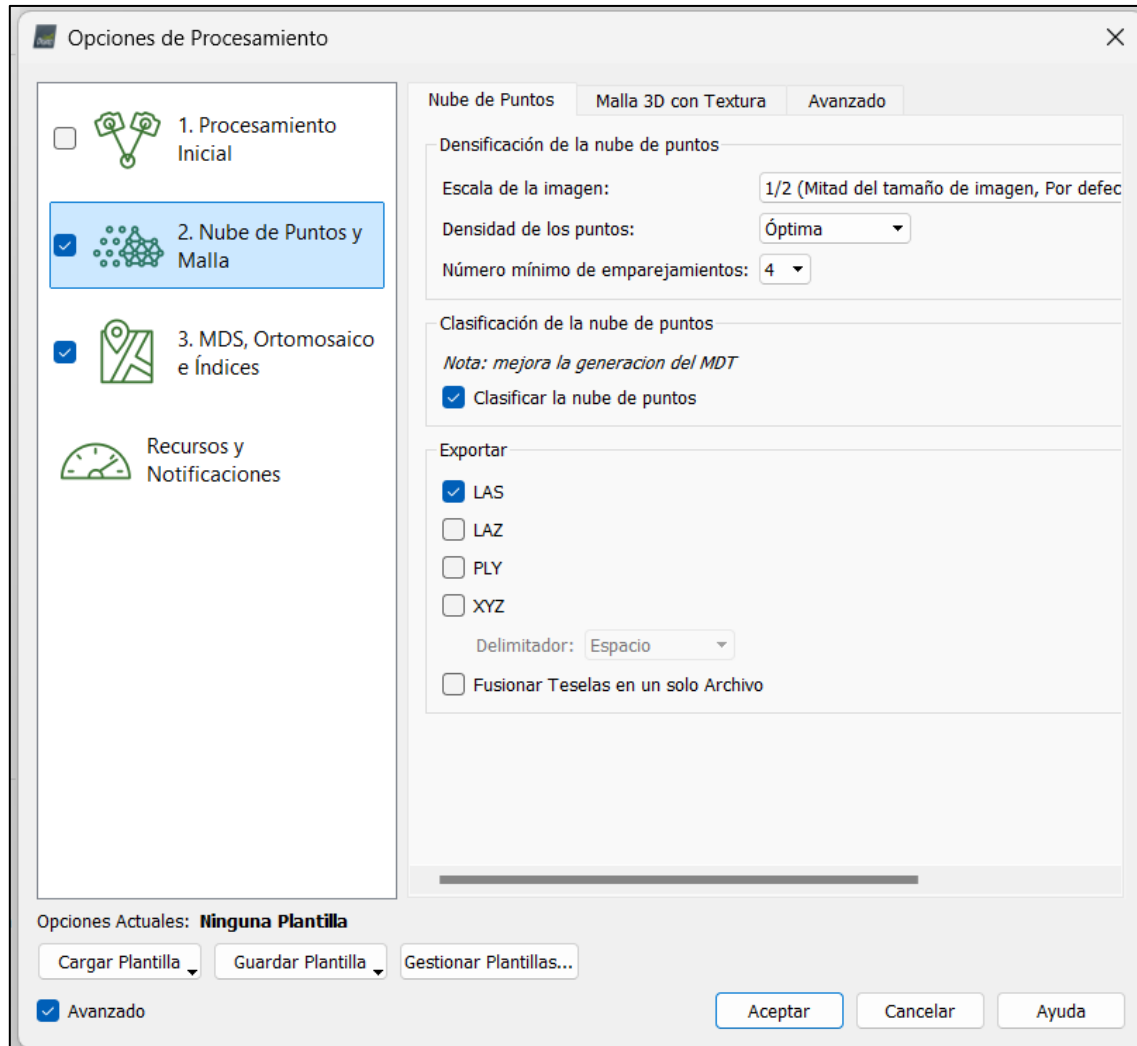 Opciones de Procesamiento
1. Procesamiento
Inicial
2. Nube de Puntos y
Malla
3. MDS, Ortomosaico
e Índices
Recursos y
Notificaciones
Nube de Puntos
Malla 3D con Textura
Avanzado
Densificación de la nube de puntos
Escala de la imagen: 1/2 (Mitad del tamaño de imagen, Por defec
Densidad de los puntos: Óptima
Número mínimo de emparejamientos: 4
Clasificación de la nube de puntos
Nota: mejora la generacion del MDT
Clasificar la nube de puntos
Exportar
LAS
LAZ
PLY
XYZ
Delimitador: Espacio
Fusionar Teselas en un solo Archivo
Opciones Actuales: Ninguna Plantilla
Cargar Plantilla
Guardar Plantilla
Gestionar Plantillas...
Avanzado
Aceptar
Cancelar
Ayuda